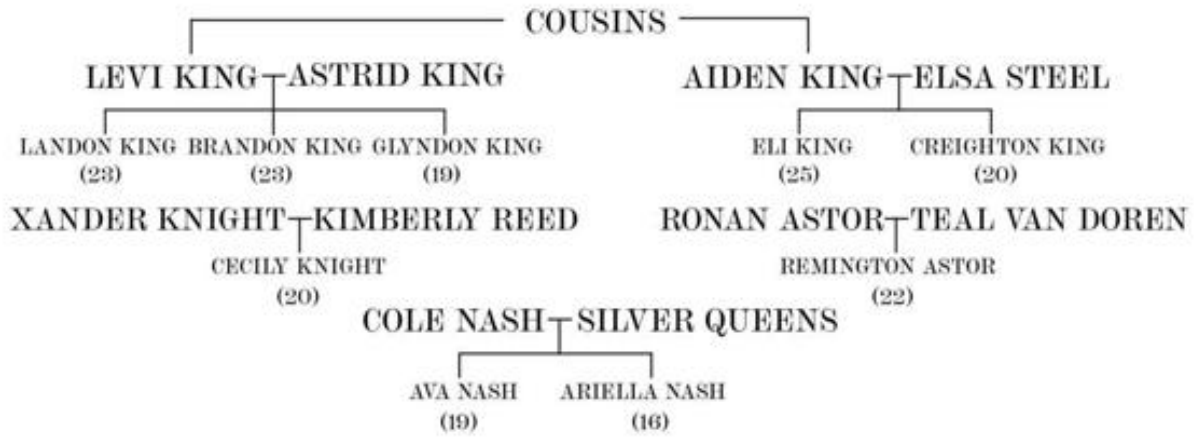 COUSINS
LEVI KING ASTRID KING AIDEN KING ELSA STEEL
LANDON KING BRANDON KING GLYNDON KING ELI KING CREIGHTON KING
(23) (23) (19) (25) (20)
XANDER KNIGHT KIMBERLY REED RONAN ASTOR TEAL VAN DOREN
CECILY KNIGHT REMINGTON ASTOR
(20) (22)
COLE NASH SILVER QUEENS
AVA NASH ARIELLA NASH
(19) (16)